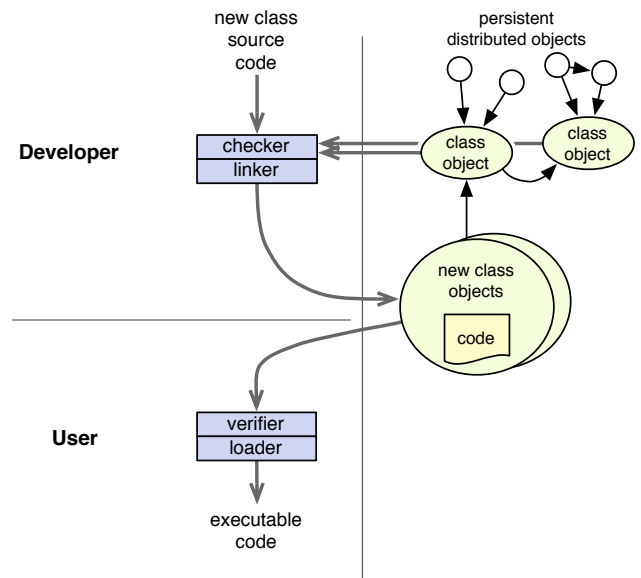 new class
source
code
persistent
distributed objects
Developer
checker
linker
class
object
class
object
new class
objects
code
User
verifier
loader
executable
code